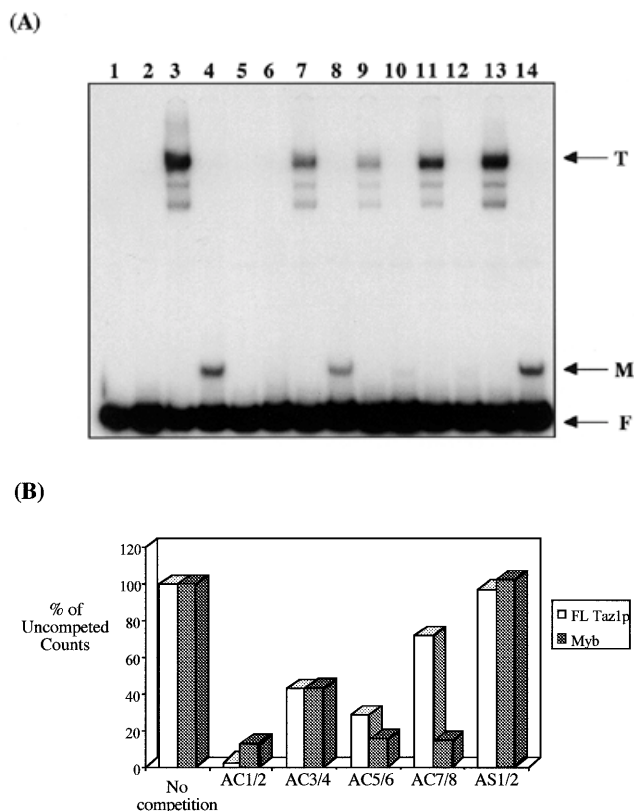 (A)
1 2 3 4 5 6 7 8 9 10 11 12 13 14
T
M
F
(B)
120
100
80
60
40
20
0
% of
Uncompeted
Counts
No
competition
AC1/2 AC3/4 AC5/6 AC7/8 AS1/2
FL Taz1p
Myb